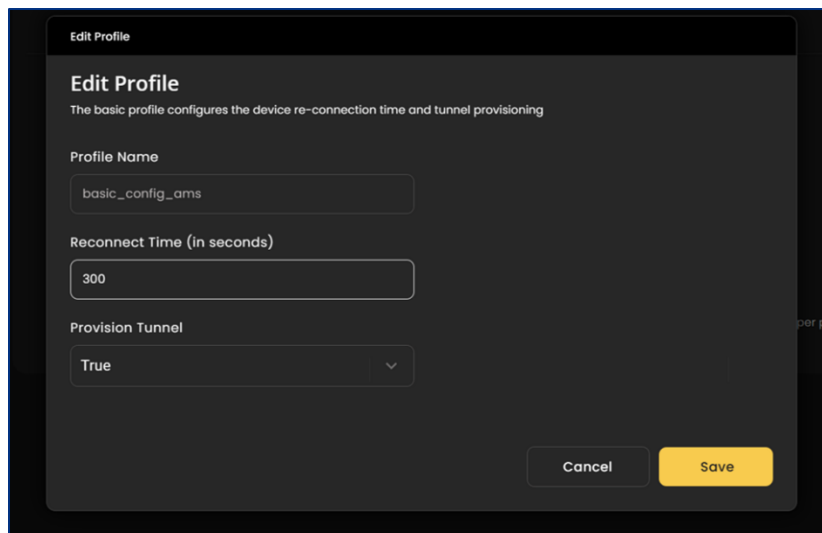 Edit Profile
Edit Profile
The basic profile configures the device re-connection time and tunnel provisioning
Profile Name
basic_config_ams
Reconnect Time (in seconds)
300
per
Provision Tunnel
True
Cancel
Save